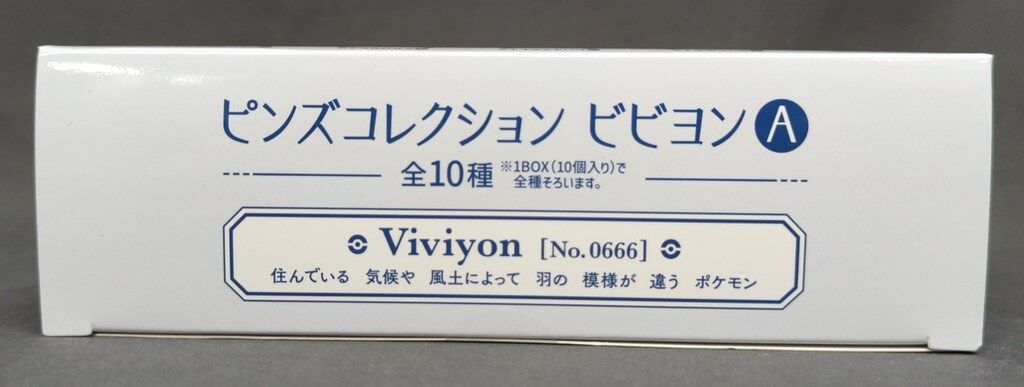 ピンズコレクション ビビヨン A
全10種 ※1BOX(10個入り)で
全種そろいます。
Viviyon [No.0666]
住んでいる 気候や 風土によって 羽の 模様が 違う ポケモン